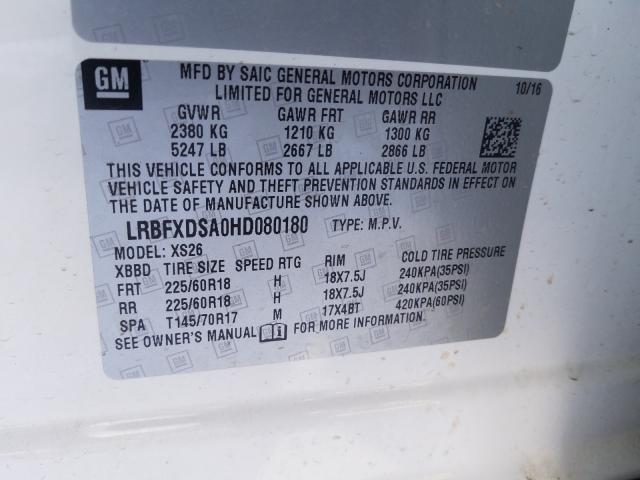 GM
MFD BY SAIC GENERAL MOTORS CORPORATION
LIMITED FOR GENERAL MOTORS LLC
10/16
GVWR GAWR FRT GAWR RR
2380 KG 1210 KG 1300 KG
5247 LB 2667 LB 2866 LB
THIS VEHICLE CONFORMS TO ALL APPLICABLE U.S. FEDERAL MOTOR
VEHICLE SAFETY AND THEFT PREVENTION STANDARDS IN EFFECT ON
THE DATE OF MANUFACTURE SHOWN ABOVE.
LRBFXDSA0HD080180 TYPE: M.P.V.
MODEL: XS26
XBBD TIRE SIZE SPEED RTG RIM COLD TIRE PRESSURE
FRT 225/60R18 H 18X7.5J 240KPA(35PSI)
RR 225/60R18 H 18X7.5J 240KPA(35PSI)
SPA T145/70R17 M 17X4BT 420KPA(60PSI)
SEE OWNER'S MANUAL i FOR MORE INFORMATION.